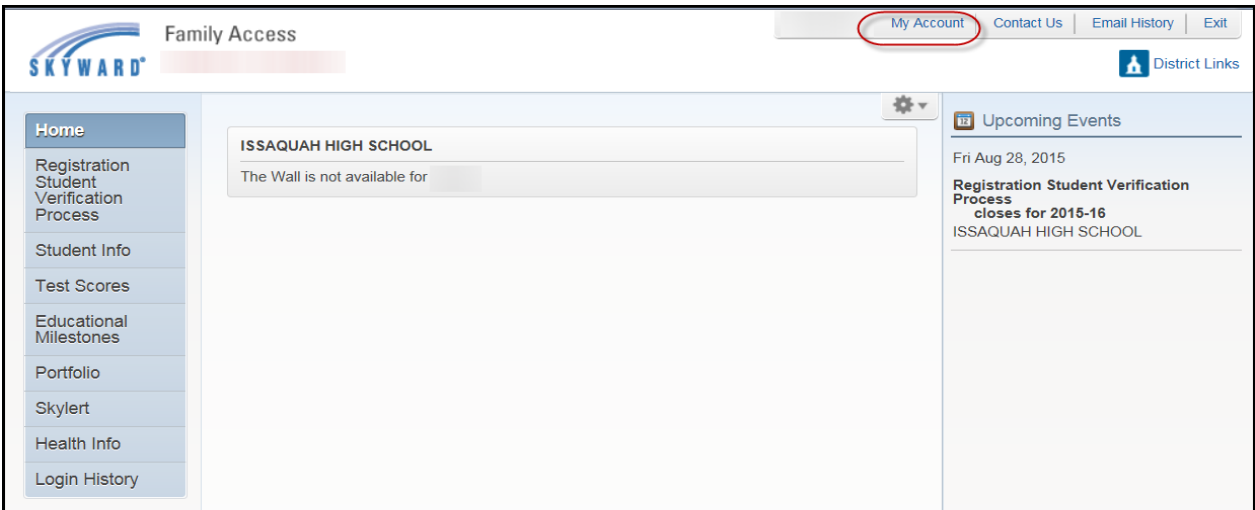 My Account
Contact Us
Email History
Exit
SKYWARD®
Family Access
District Links
Home
Registration
Student
Verification
Process
Student Info
Test Scores
Educational
Milestones
Portfolio
Skylert
Health Info
Login History
ISSAQUAH HIGH SCHOOL
The Wall is not available for
12
Upcoming Events
Fri Aug 28, 2015
Registration Student Verification
Process
closes for 2015-16
ISSAQUAH HIGH SCHOOL